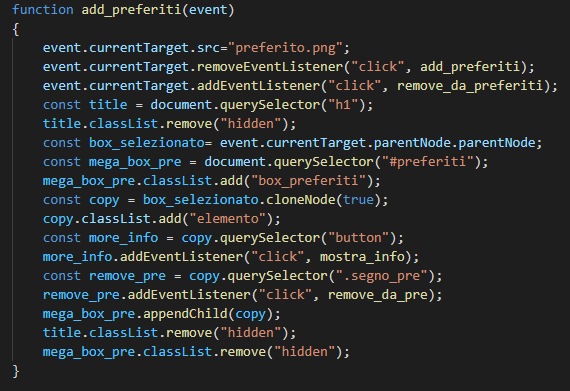 function add_preferiti(event)
{
    event.currentTarget.src="preferito.png";
    event.currentTarget.removeEventListener("click", add_preferiti);
    event.currentTarget.addEventListener("click", remove_da_preferiti);
    const title = document.querySelector("h1");
    title.classList.remove("hidden");
    const box_selezionato= event.currentTarget.parentNode.parentNode;
    const mega_box_pre = document.querySelector("#preferiti");
    mega_box_pre.classList.add("box_preferiti");
    const copy = box_selezionato.cloneNode(true);
    copy.classList.add("elemento");
    const more_info = copy.querySelector("button");
    more_info.addEventListener("click", mostra_info);
    const remove_pre = copy.querySelector(".segno_pre");
    remove_pre.addEventListener("click", remove_da_pre);
    mega_box_pre.appendChild(copy);
    title.classList.remove("hidden");
    mega_box_pre.classList.remove("hidden");
}